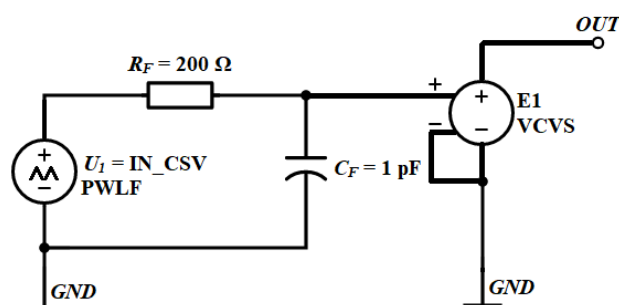 OUT
R_F = 200 Ω
+
+
E1
VCVS
−
−
+
−
U_1 = IN_CSV
PWLF
C_F = 1 pF
GND
GND